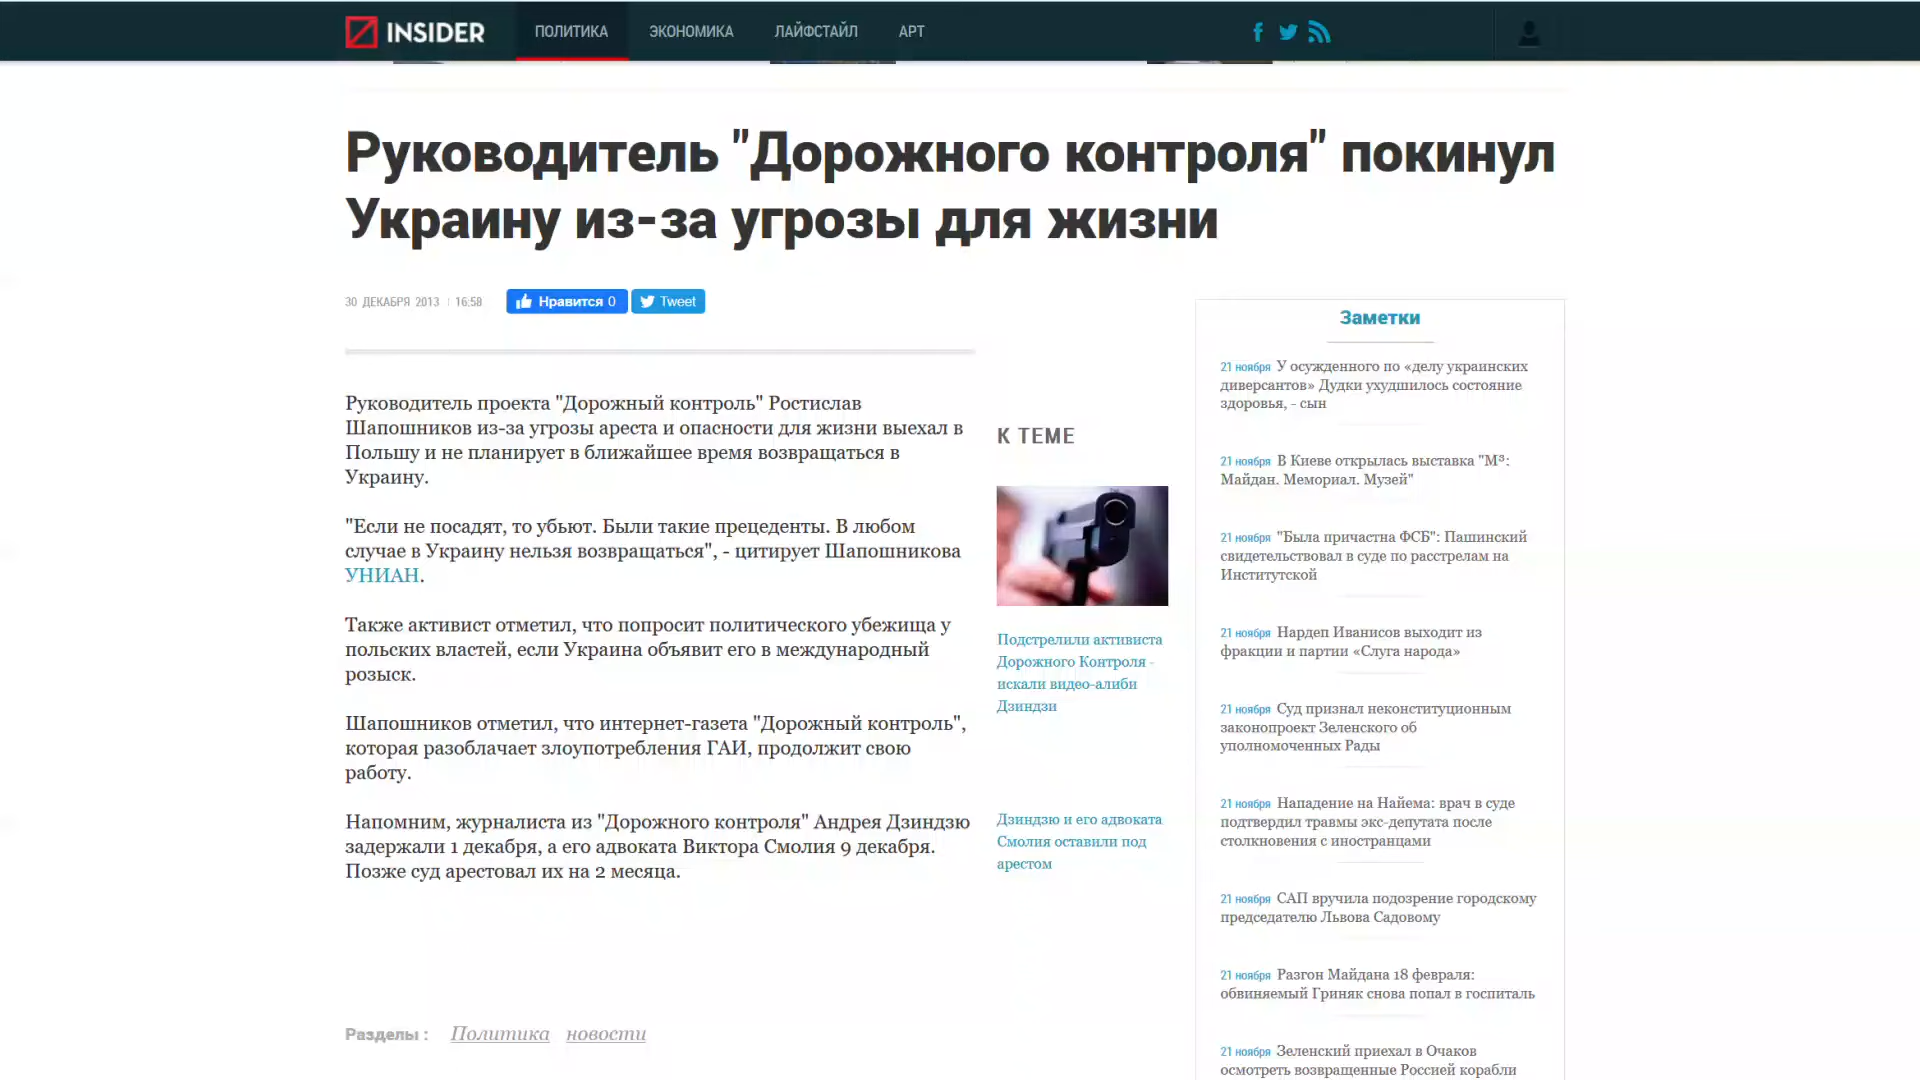 INSIDER
ПОЛИТИКА
ЭКОНОМИКА
ЛАЙФСТАЙЛ
АРТ
Руководитель "Дорожного контроля" покинул
Украину из-за угрозы для жизни
30 ДЕКАБРЯ 2013 | 16:58
Нравится 0
Tweet
Руководитель проекта "Дорожный контроль" Ростислав
Шапошников из-за угрозы ареста и опасности для жизни выехал в
Польшу и не планирует в ближайшее время возвращаться в
Украину.
"Если не посадят, то убьют. Были такие прецеденты. В любом
случае в Украину нельзя возвращаться", - цитирует Шапошникова
УНИАН.
Также активист отметил, что попросит политического убежища у
польских властей, если Украина объявит его в международный
розыск.
Шапошников отметил, что интернет-газета "Дорожный контроль",
которая разоблачает злоупотребления ГАИ, продолжит свою
работу.
Напомним, журналиста из "Дорожного контроля" Андрея Дзиндзю
задержали 1 декабря, а его адвоката Виктора Смолия 9 декабря.
Позже суд арестовал их на 2 месяца.
Разделы : Политика новости
К ТЕМЕ
Подстрелили активиста
Дорожного Контроля -
искали видео-алиби
Дзиндзи
Дзиндзю и его адвоката
Смолия оставили под
арестом
Заметки
21 ноября У осужденного по «делу украинских
диверсантов» Дудки ухудшилось состояние
здоровья, - сын
21 ноября В Киеве открылась выставка "М³:
Майдан. Мемориал. Музей"
21 ноября "Была причастна ФСБ": Пашинский
свидетельствовал в суде по расстрелам на
Институтской
21 ноября Нардеп Иванисов выходит из
фракции и партии «Слуга народа»
21 ноября Суд признал неконституционным
законопроект Зеленского об
уполномоченных Рады
21 ноября Нападение на Найема: врач в суде
подтвердил травмы экс-депутата после
столкновения с иностранцами
21 ноября САП вручила подозрение городскому
председателю Львова Садовому
21 ноября Разгон Майдана 18 февраля:
обвиняемый Гриняк снова попал в госпиталь
21 ноября Зеленский приехал в Очаков
осмотреть возвращенные Россией корабли